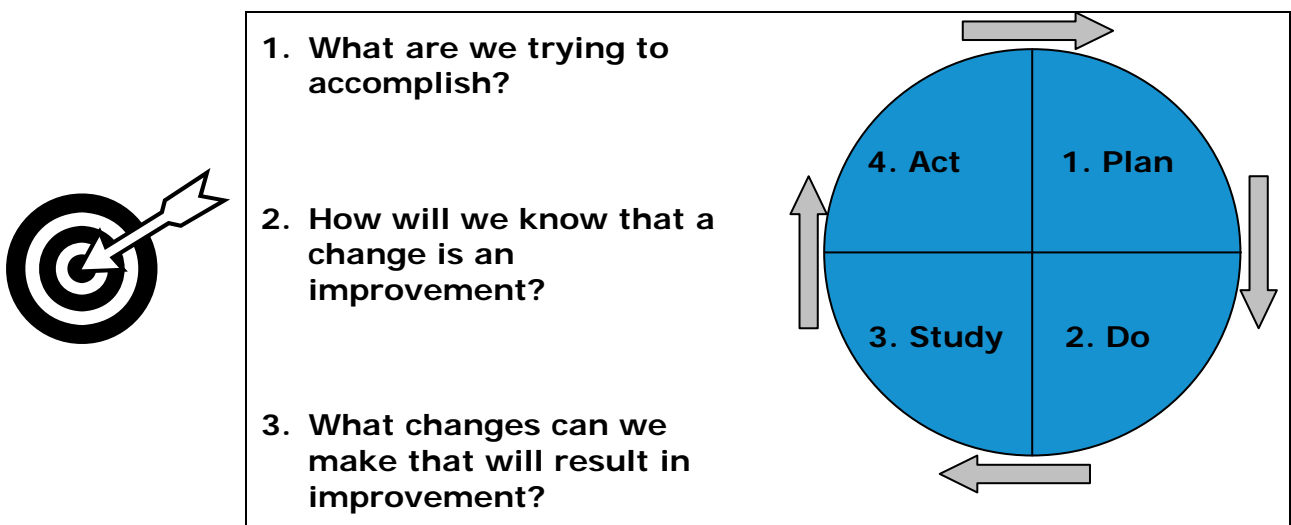 1. What are we trying to
accomplish?
2. How will we know that a
change is an
improvement?
3. What changes can we
make that will result in
improvement?
4. Act
1. Plan
3. Study
2. Do